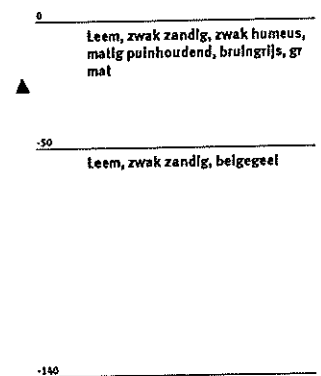 0
Leem, zwak zandig, zwak humeus,
matig puinhoudend, bruingrijs, gr
mat
-50
Leem, zwak zandig, beigegeel
-140